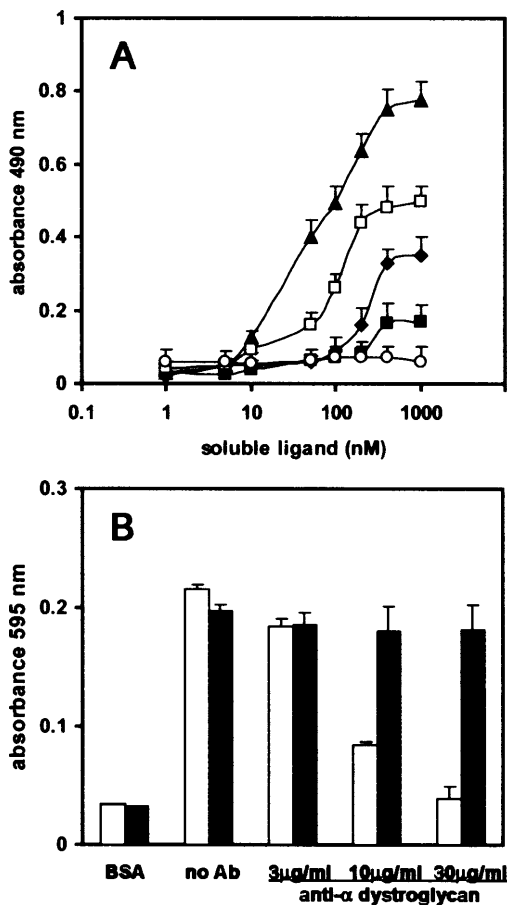 A
1
0.8
0.6
0.4
0.2
0
absorbance 490 nm
0.1 1 10 100 1000
soluble ligand (nM)
B
0.3
0.2
0.1
0
absorbance 595 nm
BSA no Ab 3µg/ml 10µg/ml 30µg/ml
anti-α dystroglycan